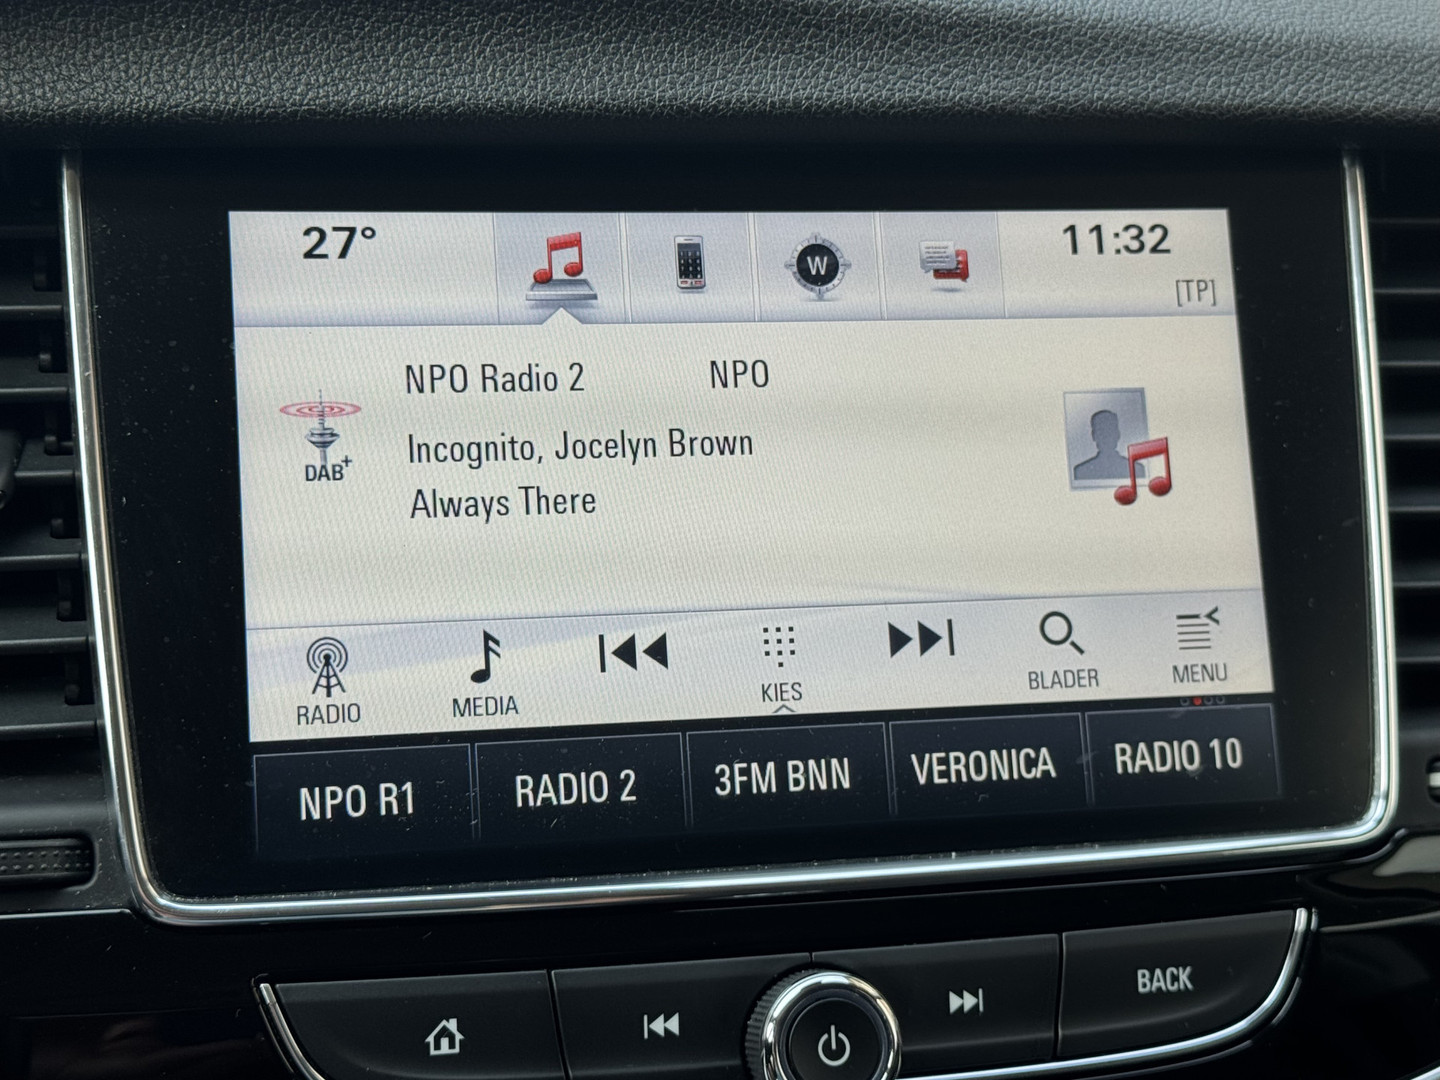 27°
11:32
[TP]
W
NPO Radio 2 NPO
DAB+
Incognito, Jocelyn Brown
Always There
RADIO
MEDIA
KIES
BLADER
MENU
NPO R1
RADIO 2
3FM BNN
VERONICA
RADIO 10
BACK